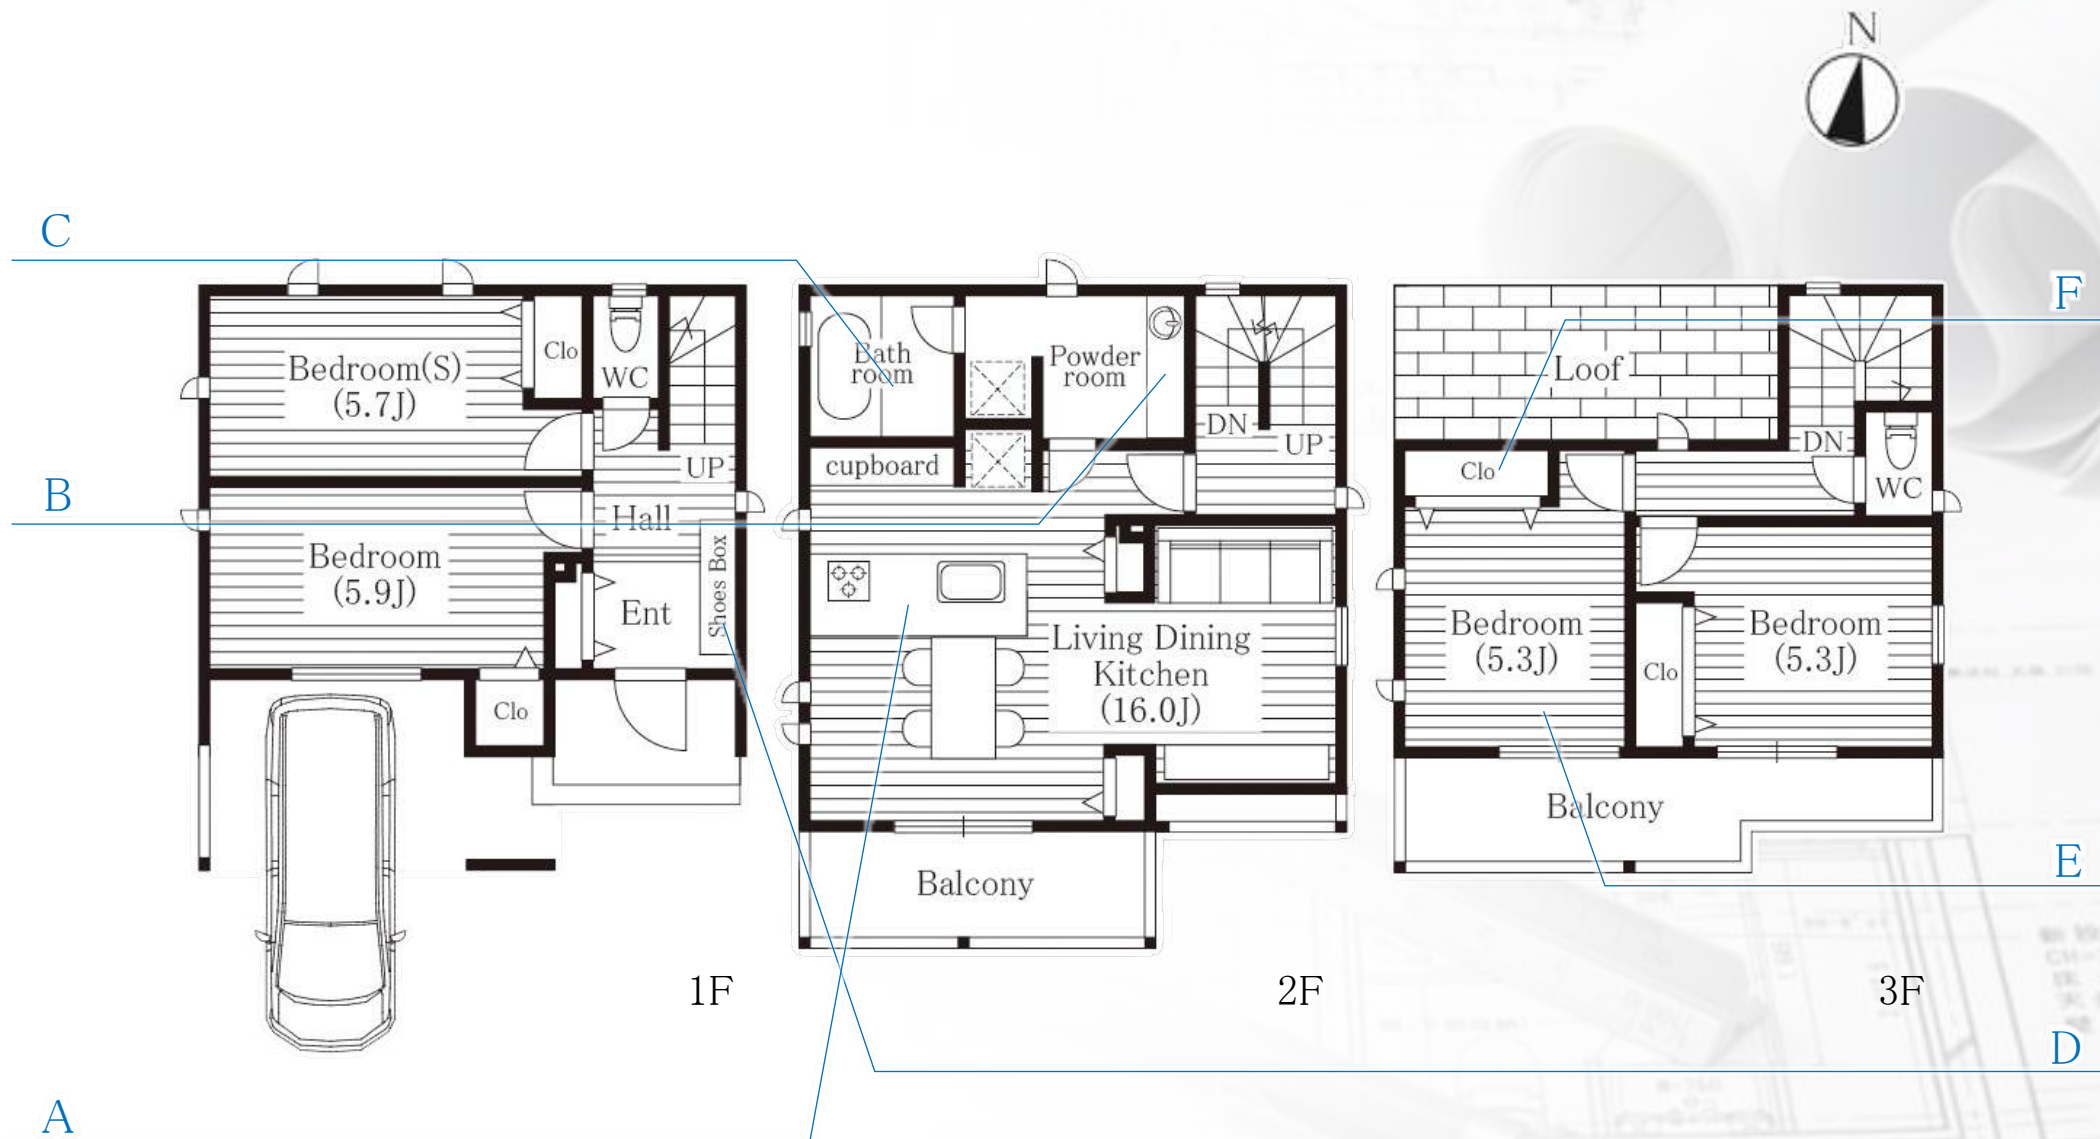 N
C
B
A
F
E
D
Bedroom(S)
(5.7J)
Clo
WC
UP
Hall
Bedroom
(5.9J)
Shoes Box
Ent
Clo
1F
Bath
room
Powder
room
DN
UP
cupboard
Living Dining
Kitchen
(16.0J)
Balcony
2F
Loof
DN
Clo
WC
Bedroom
(5.3J)
Bedroom
(5.3J)
Clo
Balcony
3F